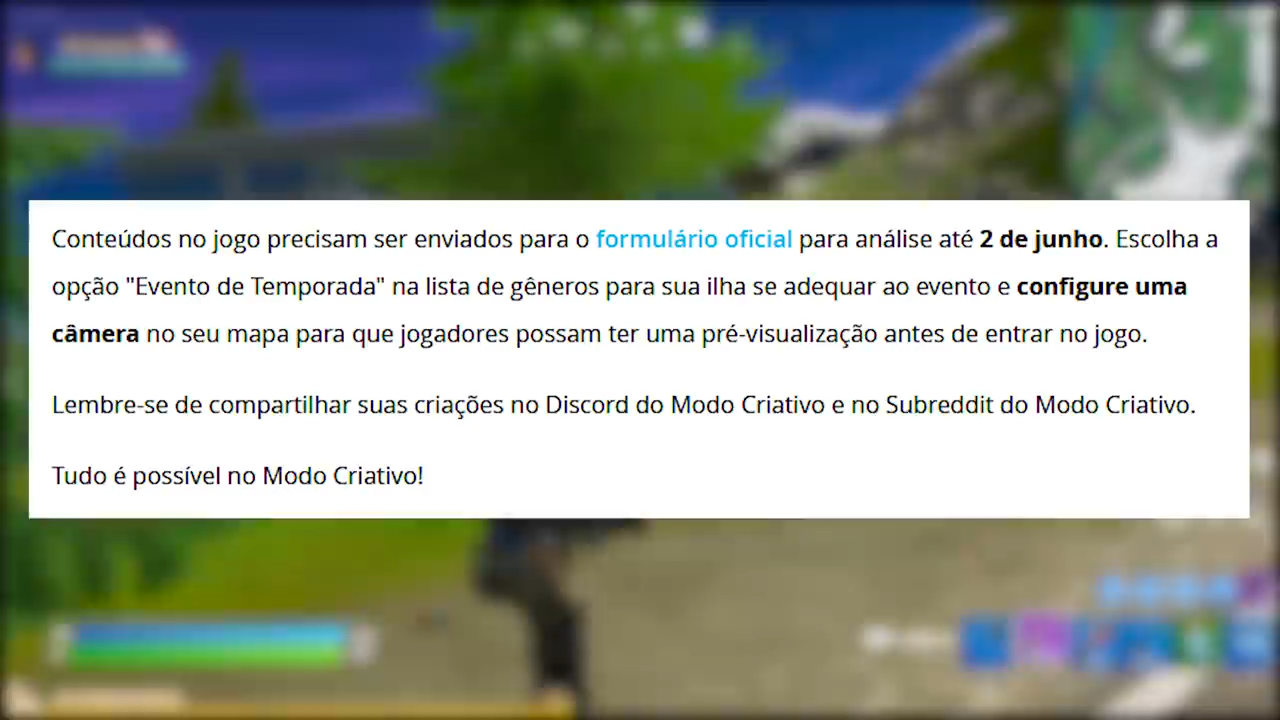 Conteúdos no jogo precisam ser enviados para o formulário oficial para análise até 2 de junho. Escolha a
opção "Evento de Temporada" na lista de gêneros para sua ilha se adequar ao evento e configure uma
câmera no seu mapa para que jogadores possam ter uma pré-visualização antes de entrar no jogo.
Lembre-se de compartilhar suas criações no Discord do Modo Criativo e no Subreddit do Modo Criativo.
Tudo é possível no Modo Criativo!